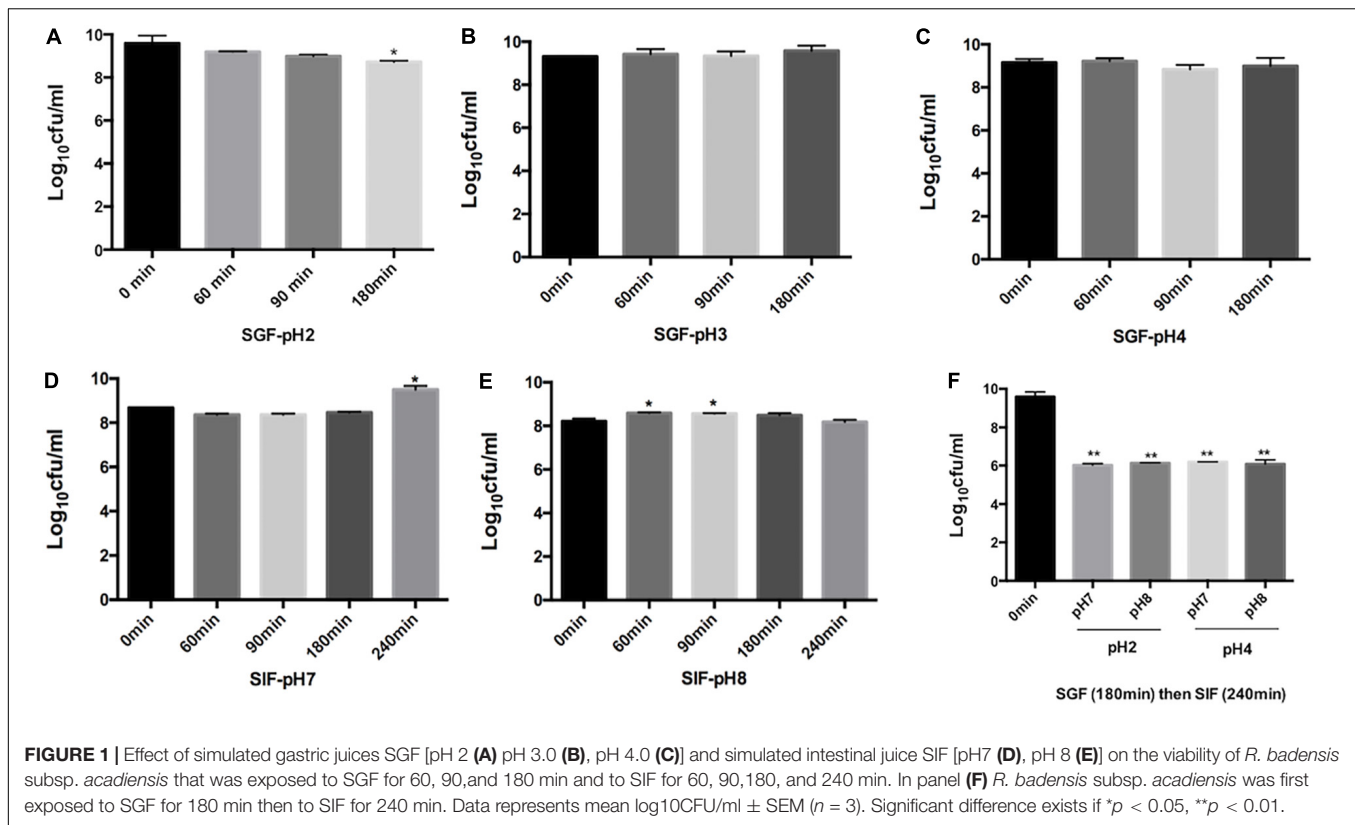 A
10
8
6
4
2
0
Log10cfu/ml
*
0 min
60 min
90 min
180min
SGF-pH2
B
10
8
6
4
2
0
Log10cfu/ml
0min
60min
90min
180min
SGF-pH3
C
10
8
6
4
2
0
Log10cfu/ml
0min
60min
90min
180min
SGF-pH4
D
10
8
6
4
2
0
Log10cfu/ml
*
0min
60min
90min
180min
240min
SIF-pH7
E
10
8
6
4
2
0
Log10cfu/ml
* *
0min
60min
90min
180min
240min
SIF-pH8
F
10
8
6
4
2
0
Log10cfu/ml
** ** ** **
0min
pH7
pH8
pH7
pH8
pH2 pH4
SGF (180min) then SIF (240min)
FIGURE 1 | Effect of simulated gastric juices SGF [pH 2 (A) pH 3.0 (B), pH 4.0 (C)] and simulated intestinal juice SIF [pH7 (D), pH 8 (E)] on the viability of R. badensis
subsp. acadiensis that was exposed to SGF for 60, 90,and 180 min and to SIF for 60, 90,180, and 240 min. In panel (F) R. badensis subsp. acadiensis was first
exposed to SGF for 180 min then to SIF for 240 min. Data represents mean log10CFU/ml ± SEM (n = 3). Significant difference exists if *p < 0.05, **p < 0.01.